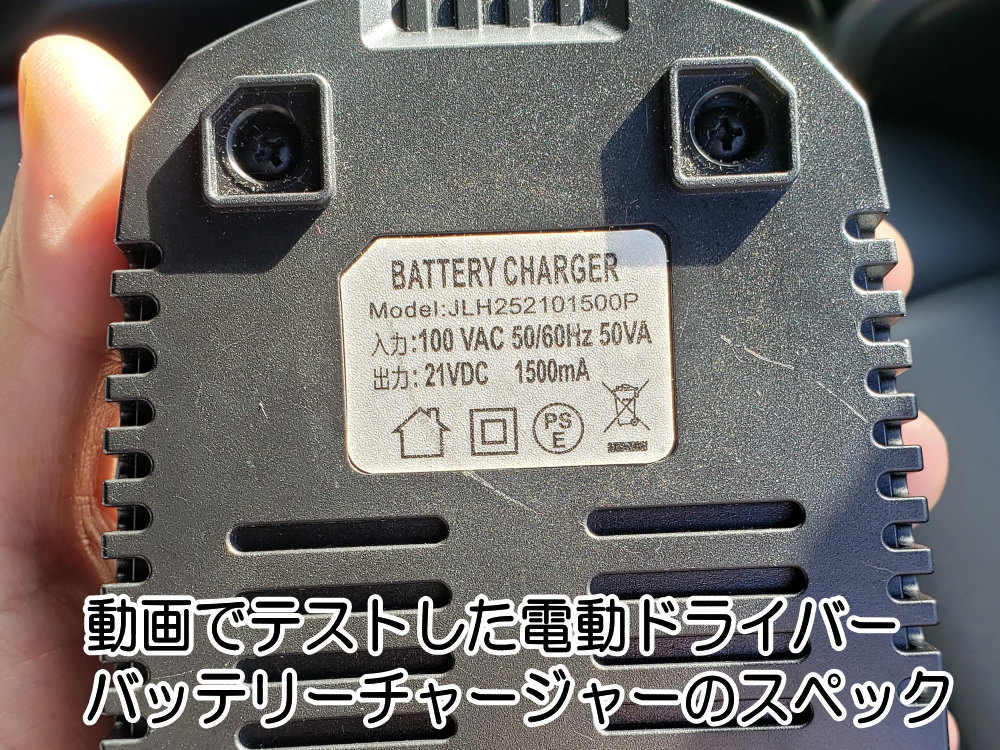 BATTERY CHARGER
Model:JLH252101500P
入力:100 VAC 50/60Hz 50VA
出力: 21VDC 1500mA
PS
E
動画でテストした電動ドライバー
バッテリーチャージャーのスペック